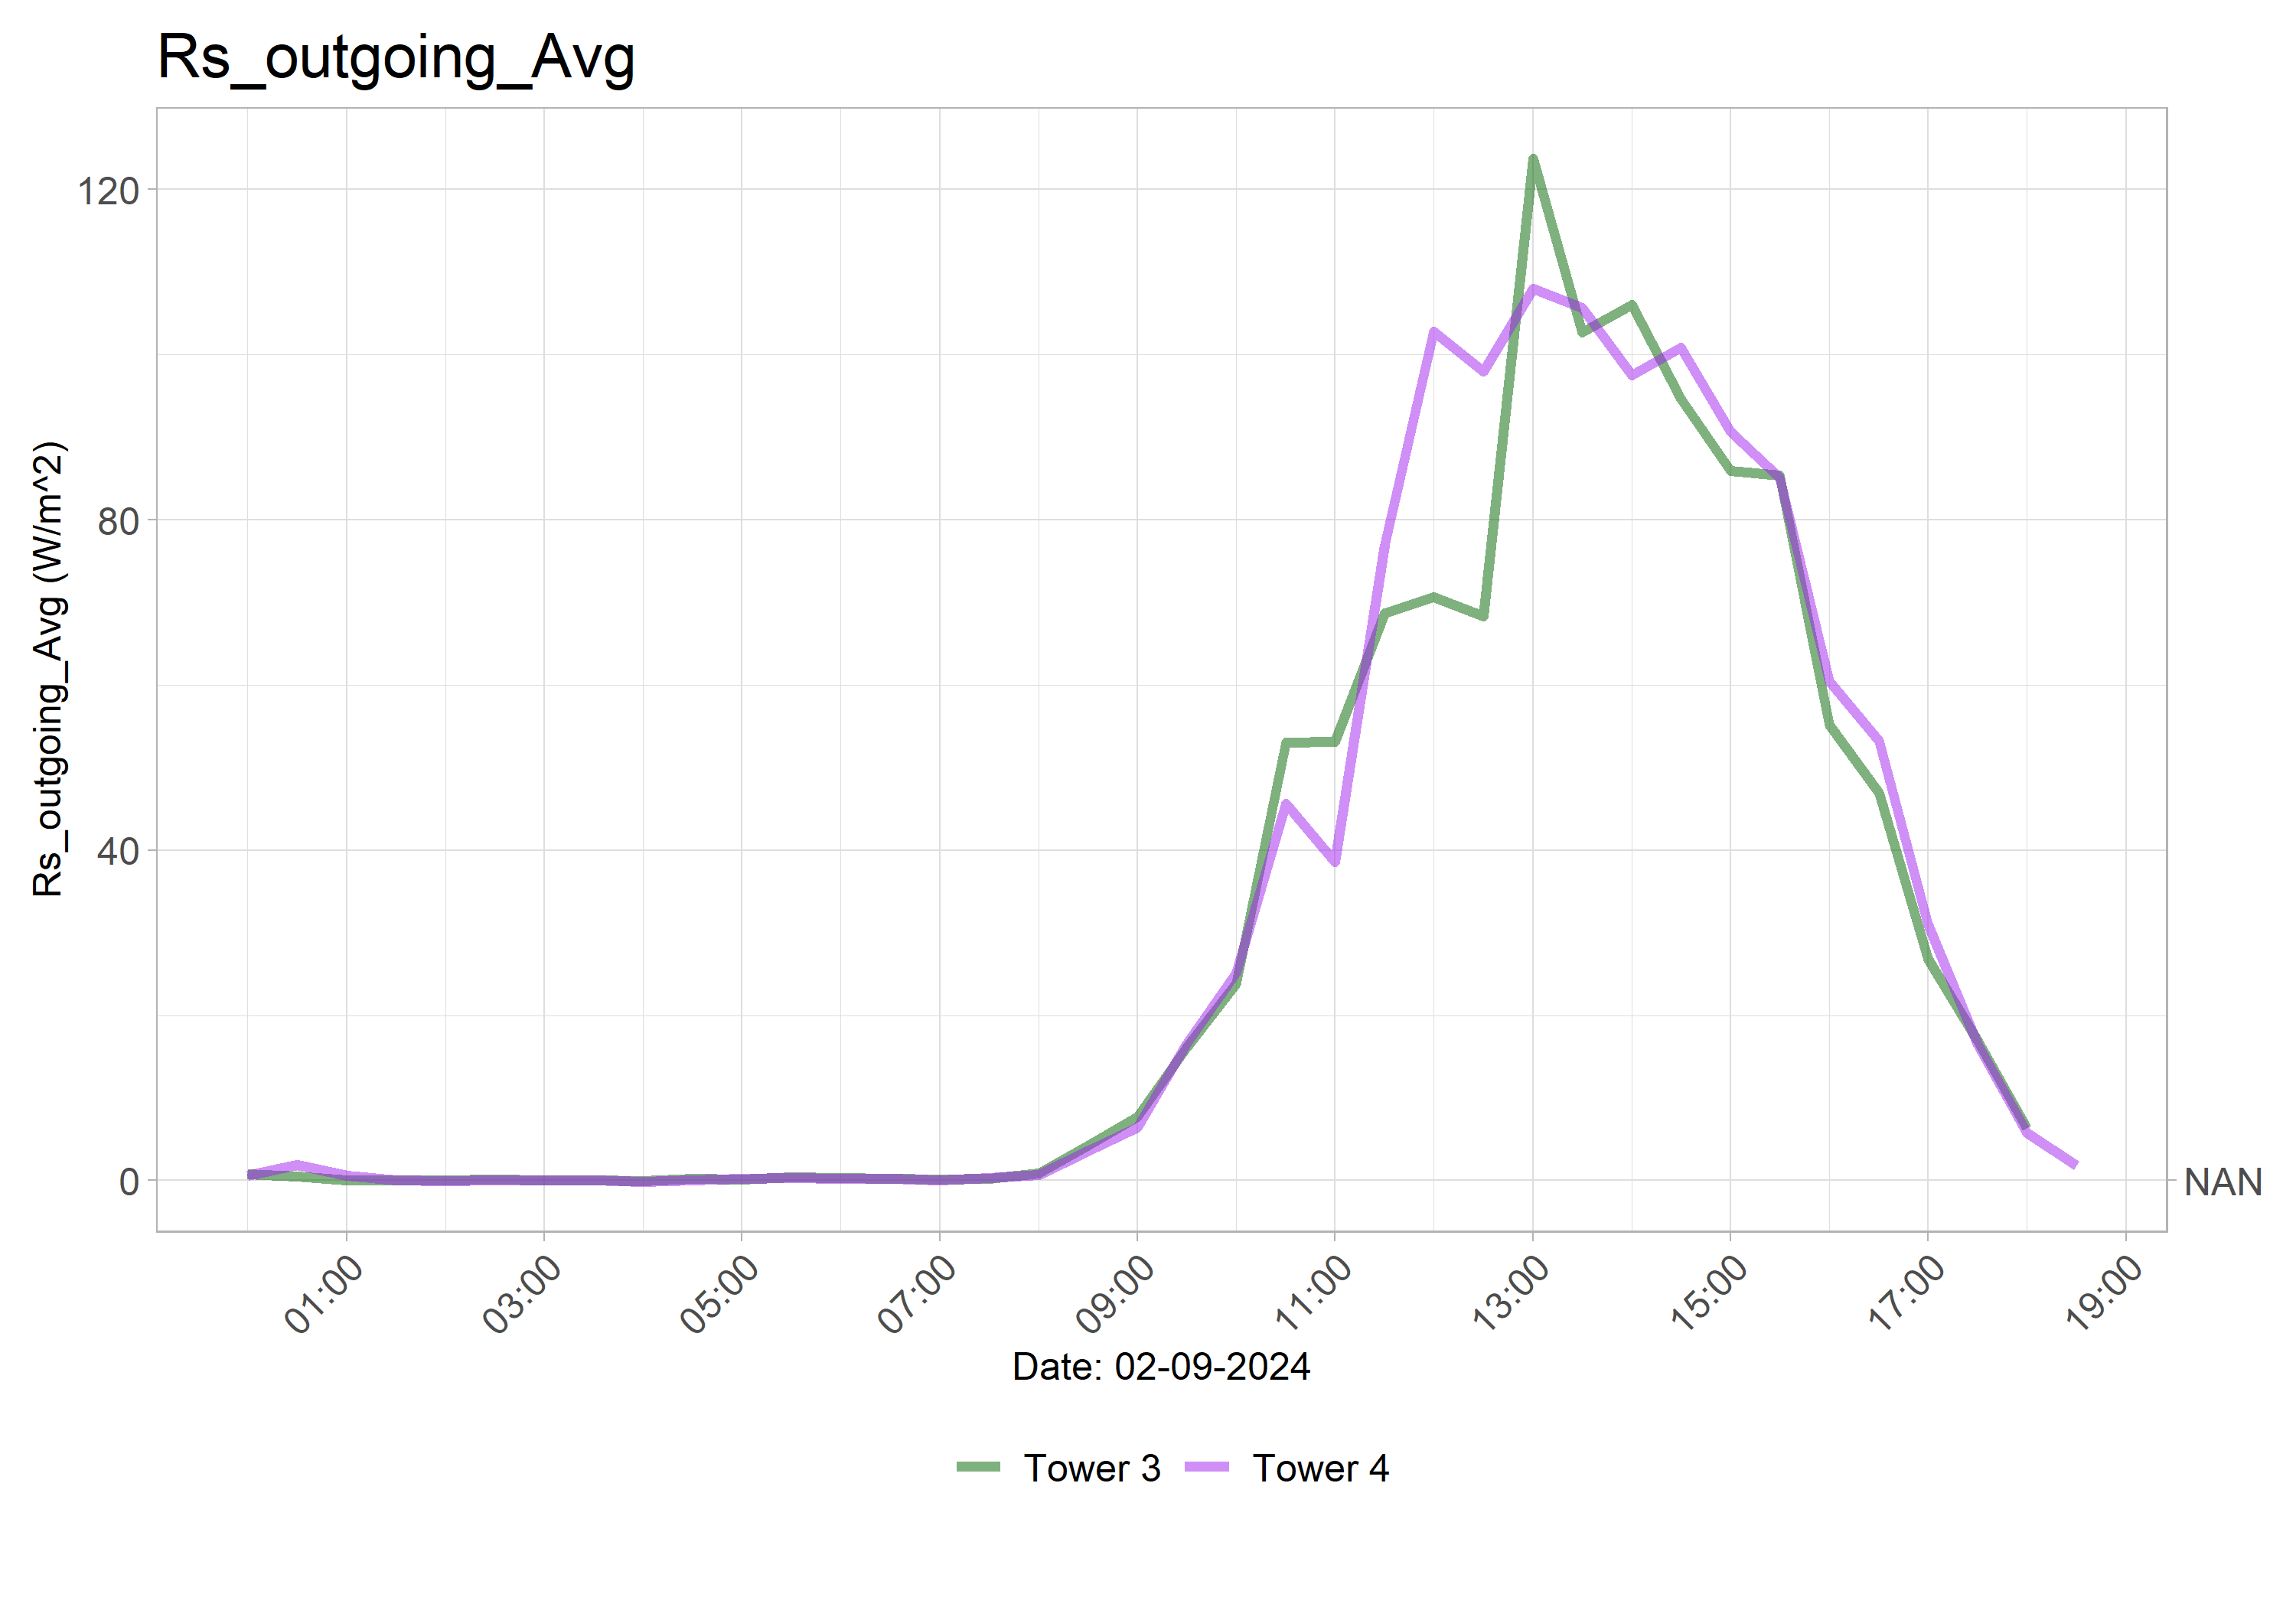 Rs_outgoing_Avg
Rs_outgoing_Avg (W/m^2)
120
80
40
0
NAN
01:00
03:00
05:00
07:00
09:00
11:00
13:00
15:00
17:00
19:00
Date: 02-09-2024
Tower 3
Tower 4